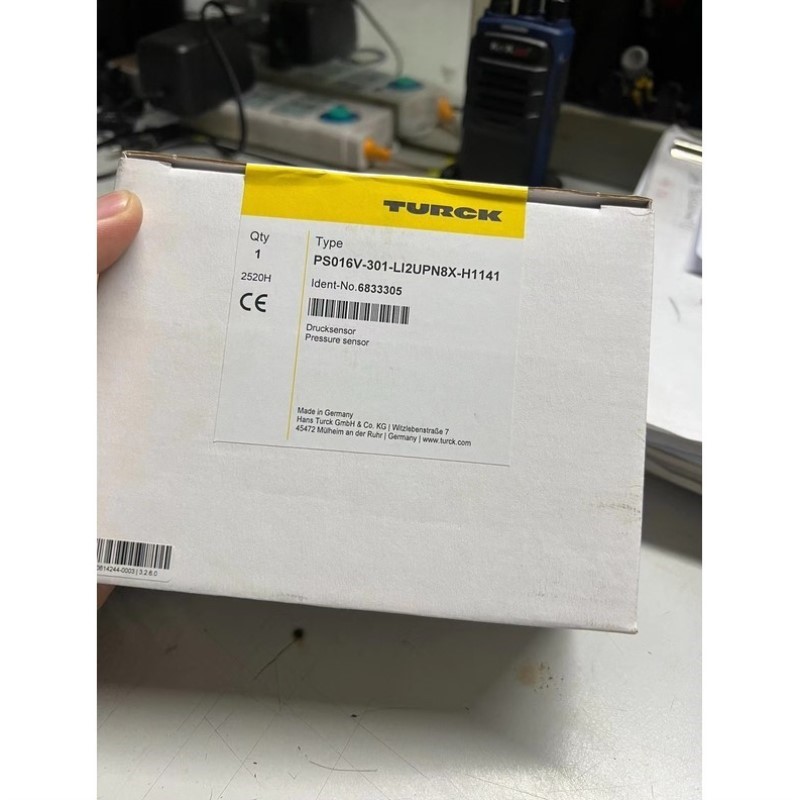 TURCK
Qty
1
2520H
CE
Type
PS016V-301-LI2UPN8X-H1141
Ident-No.6833305
Drucksensor
Pressure sensor
Made in Germany
Hans Turck GmbH & Co. KG | Witzlebenstraße 7
45472 Mülheim an der Ruhr | Germany | www.turck.com